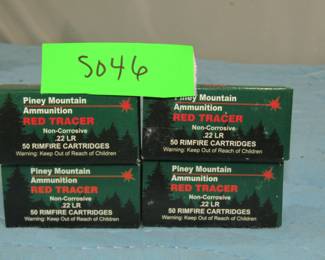 5046
Piney Mountain
Ammunition
RED TRACER
Non-Corrosive
.22 LR
50 RIMFIRE CARTRIDGES
Warning: Keep Out of Reach of Children
Piney Mountain
Ammunition
RED TRACER
Non-Corrosive
.22 LR
50 RIMFIRE CARTRIDGES
Warning: Keep Out of Reach of Children
Piney Mountain
Ammunition
RED TRACER
Non-Corrosive
.22 LR
50 RIMFIRE CARTRIDGES
Warning: Keep Out of Reach of Children
Piney Mountain
Ammunition
RED TRACER
Non-Corrosive
.22 LR
50 RIMFIRE CARTRIDGES
Warning: Keep Out of Reach of Children